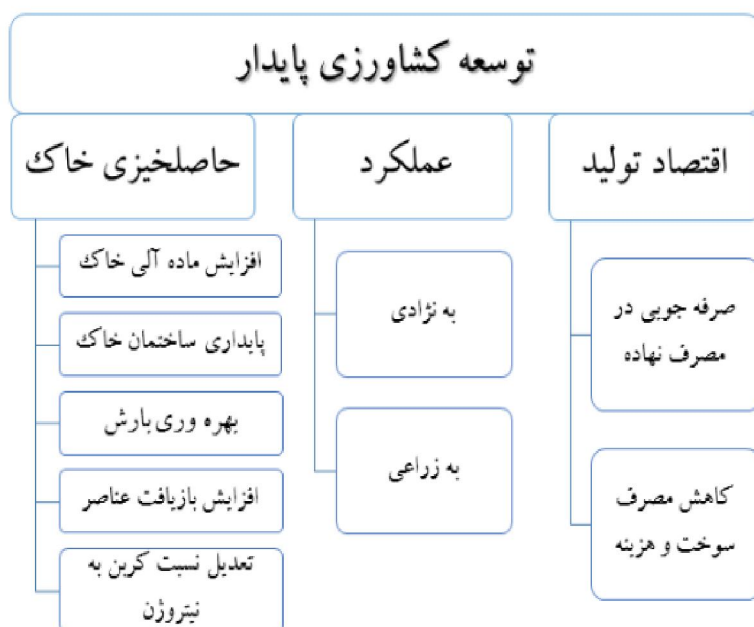 توسعه کشاورزی پایدار
اقتصاد تولید
صرفه جویی در
مصرف نهاده
کاهش مصرف
سوخت و هزینه
عملکرد
به نژادی
به زراعی
حاصلخیزی خاک
افزایش ماده آلی خاک
پایداری ساختمان خاک
بهره وری بارش
افزایش بازیافت عناصر
تعدیل نسبت کربن به
نیتروژن